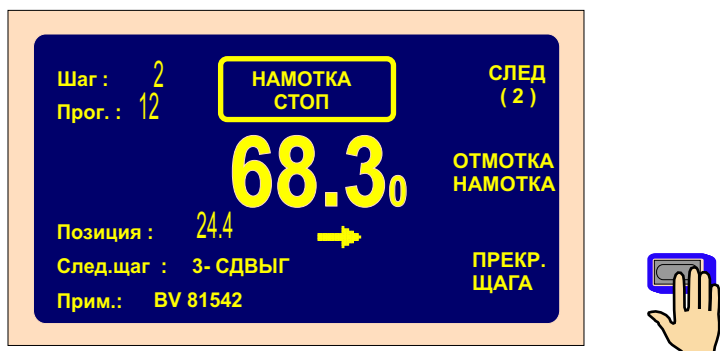 Шаг : 2
Прог. : 12
НАМОТКА
СТОП
СЛЕД
( 2 )
68.30
ОТМОТКА
НАМОТКА
Позиция : 24.4
След.щаг : 3- СДВЫГ
Прим.: BV 81542
ПРЕКР.
ЩАГА